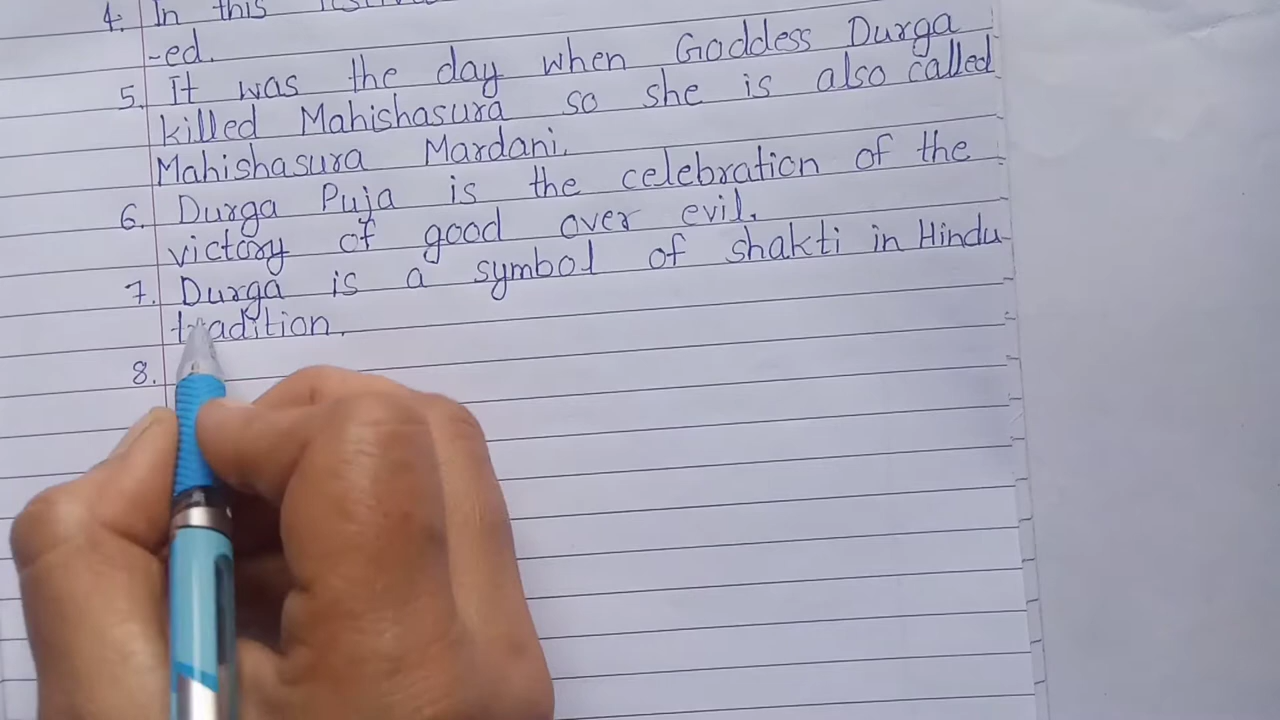 4. In this
-ed.
5. It was the day when Goddess Durga
killed Mahishasura so she is also called
Mahishasura Mardani.
6. Durga Puja is the celebration of the
victory of good over evil.
7. Durga is a symbol of shakti in Hindu
tradition.
8.